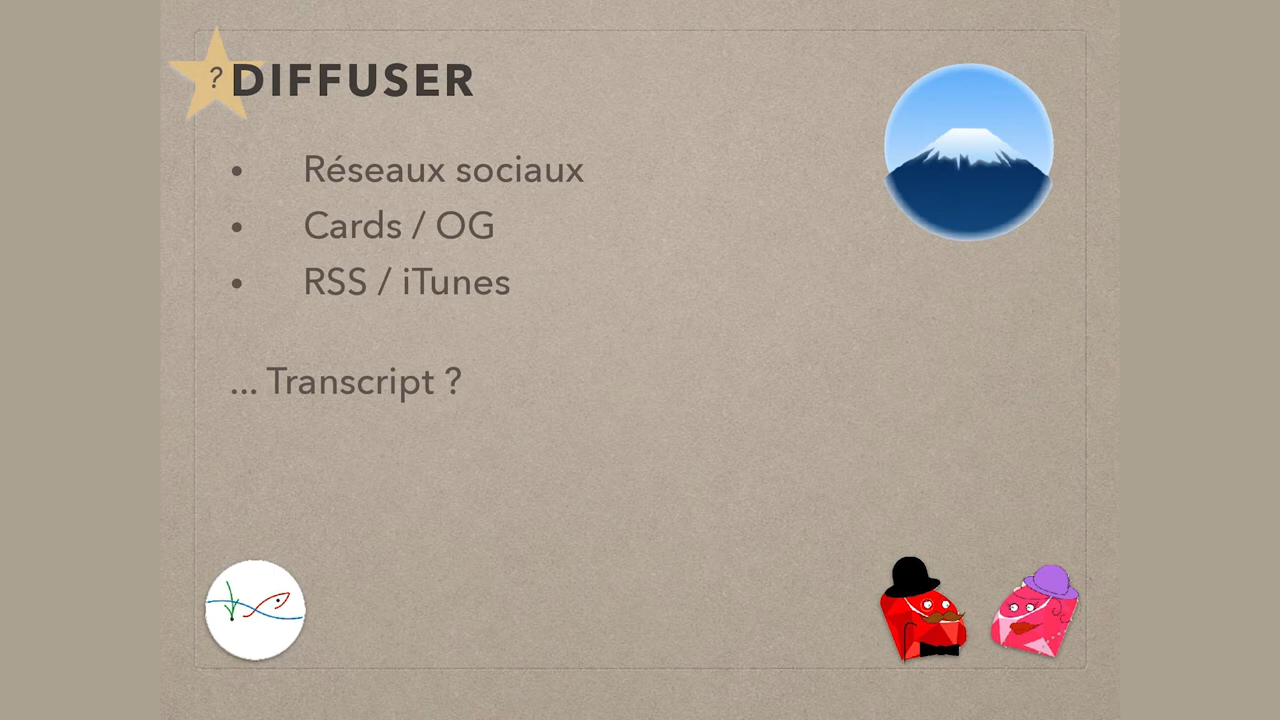 ? DIFFUSER
• Réseaux sociaux
• Cards / OG
• RSS / iTunes
... Transcript ?